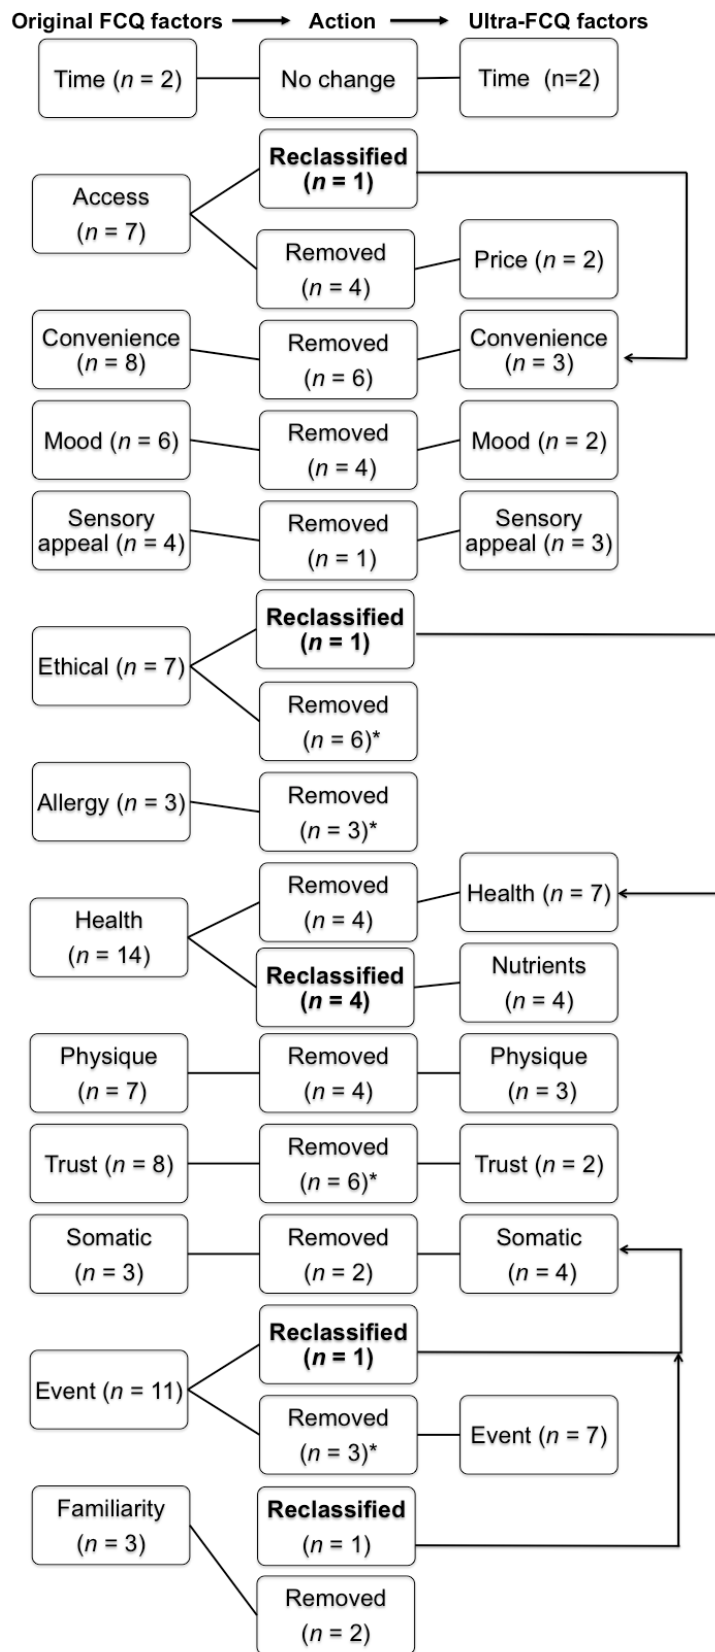 Original FCQ factors Action Ultra-FCQ factors
Time (n = 2)
No change
Time (n=2)
Access
(n = 7)
Reclassified
(n = 1)
Removed
(n = 4)
Price (n = 2)
Convenience
(n = 8)
Removed
(n = 6)
Convenience
(n = 3)
Mood (n = 6)
Removed
(n = 4)
Mood (n = 2)
Sensory
appeal (n = 4)
Removed
(n = 1)
Sensory
appeal (n = 3)
Ethical (n = 7)
Reclassified
(n = 1)
Removed
(n = 6)*
Allergy (n = 3)
Removed
(n = 3)*
Health
(n = 14)
Removed
(n = 4)
Health (n = 7)
Reclassified
(n = 4)
Nutrients
(n = 4)
Physique
(n = 7)
Removed
(n = 4)
Physique
(n = 3)
Trust (n = 8)
Removed
(n = 6)*
Trust (n = 2)
Somatic
(n = 3)
Removed
(n = 2)
Somatic
(n = 4)
Event (n = 11)
Reclassified
(n = 1)
Removed
(n = 3)*
Event (n = 7)
Familiarity
(n = 3)
Reclassified
(n = 1)
Removed
(n = 2)